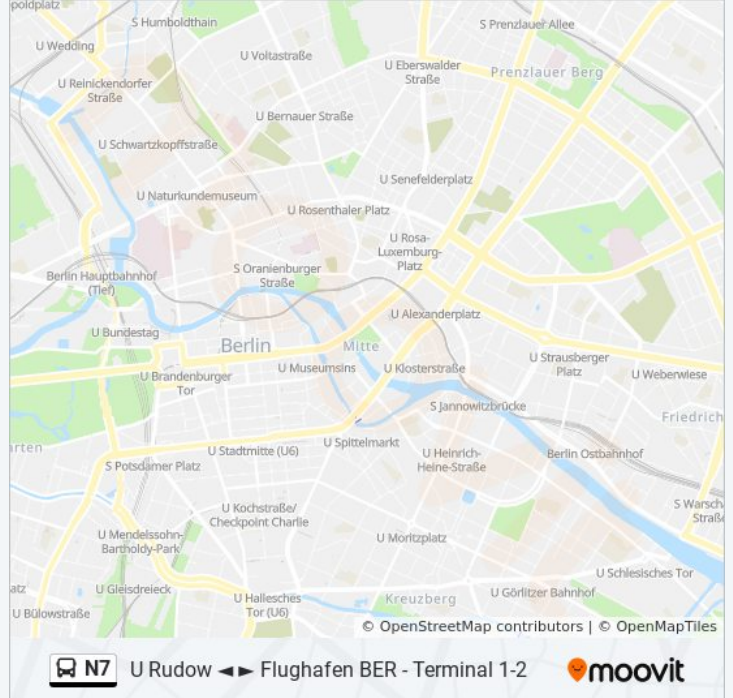 poldplatz
S Humboldthain
S Prenzlauer Allee
U Wedding
U Voltastraße
U Eberswalder
Straße
Prenzlauer Berg
U Reinickendorfer
Straße
U Bernauer Straße
U Schwartzkopffstraße
U Senefelderplatz
U Naturkundemuseum
U Rosenthaler Platz
U Rosa-
Luxemburg-
Platz
Berlin Hauptbahnhof
(Tief)
S Oranienburger
Straße
U Alexanderplatz
U Bundestag
Berlin
Mitte
U Museumsins
U Klosterstraße
U Strausberger
Platz
U Weberwiese
U Brandenburger
Tor
S Jannowitzbrücke
Friedrich
U Spittelmarkt
rten
U Stadtmitte (U6)
U Heinrich-
Heine-Straße
Berlin Ostbahnhof
S Potsdamer Platz
S Warsch
Straße
U Kochstraße/
Checkpoint Charlie
U Mendelssohn-
Bartholdy-Park
U Moritzplatz
U Schlesisches Tor
atz
U Gleisdreieck
U Hallesches
Tor (U6)
Kreuzberg
U Görlitzer Bahnhof
U Bülowstraße
© OpenStreetMap contributors | © OpenMapTiles
N7 U Rudow ◄► Flughafen BER - Terminal 1-2
moovit